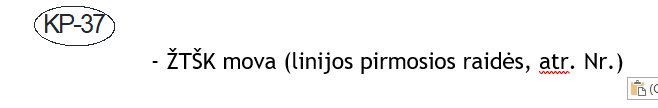 KP-37
- ŽTŠK mova (linijos pirmosios raidės, atr. Nr.)